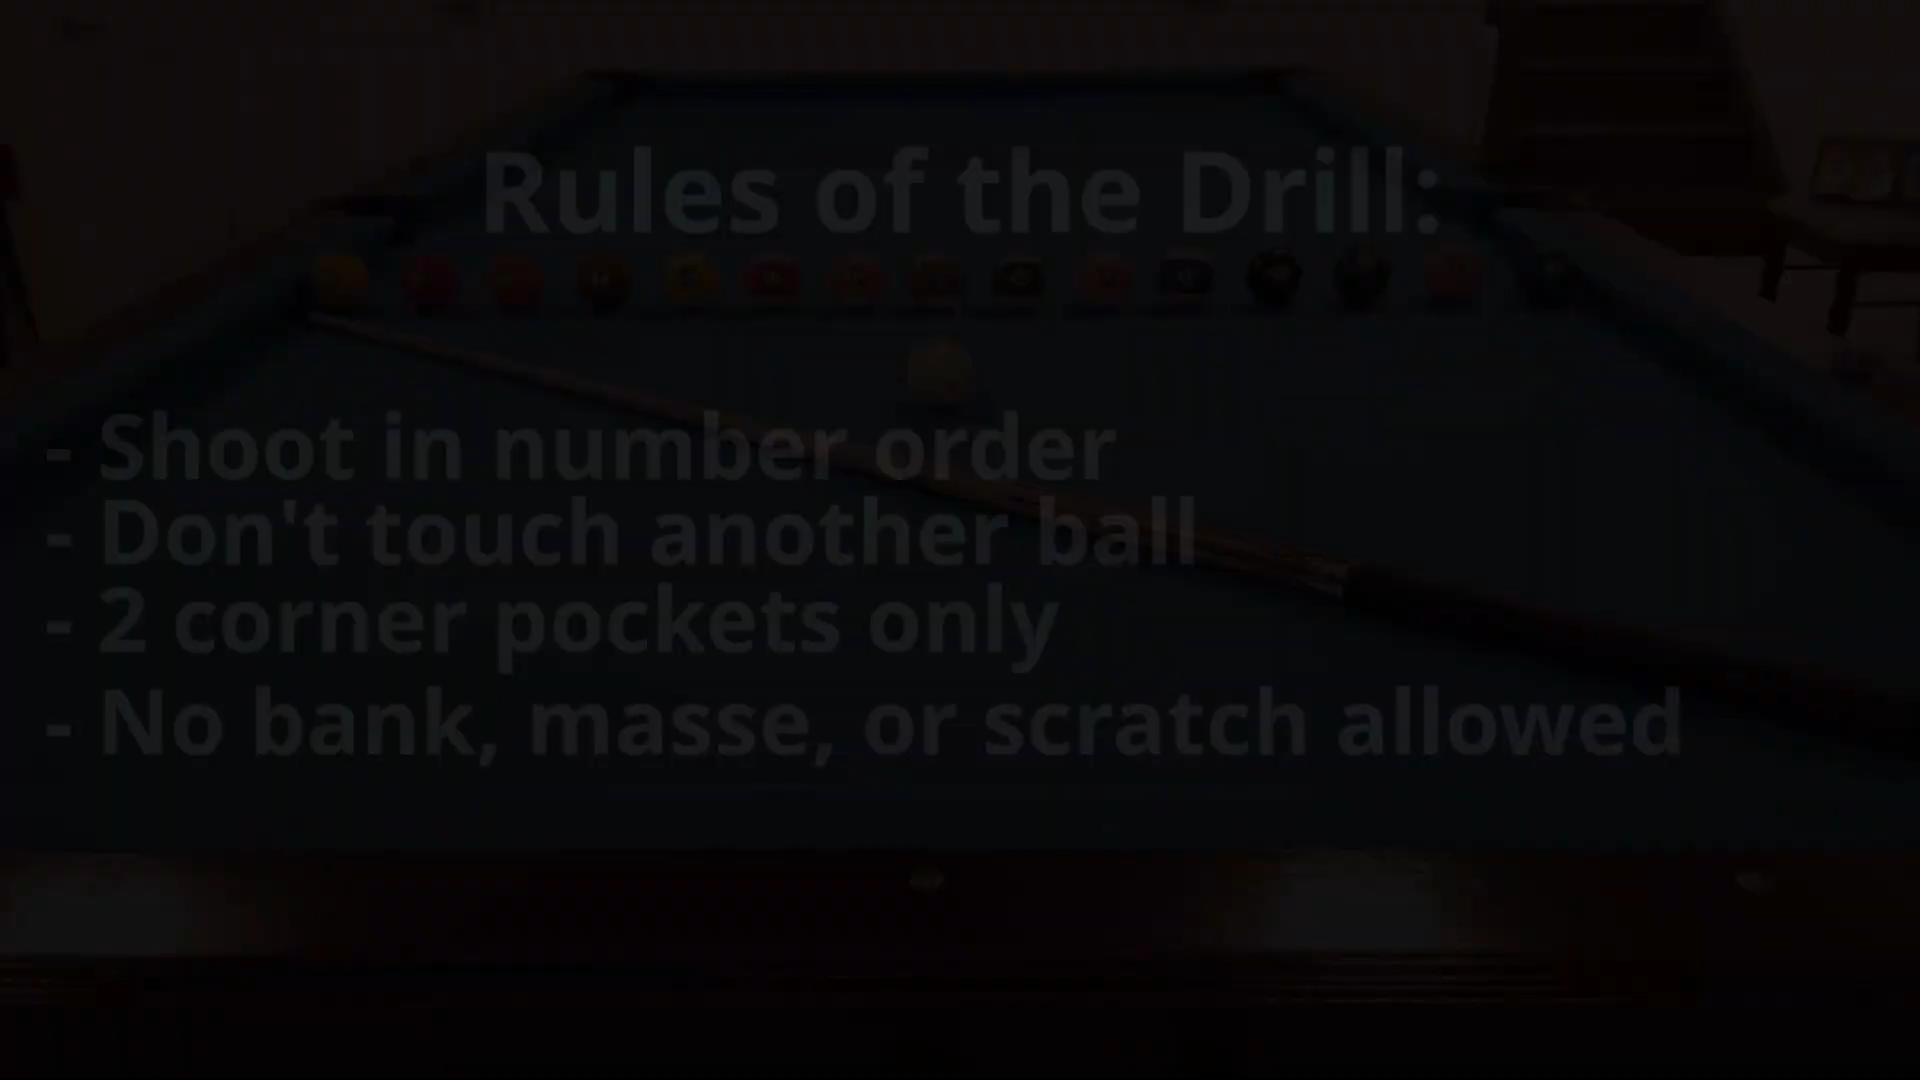 Rules of the Drill:
- Shoot in number order
- Don't touch another ball
- 2 corner pockets only
- No bank, masse, or scratch allowed